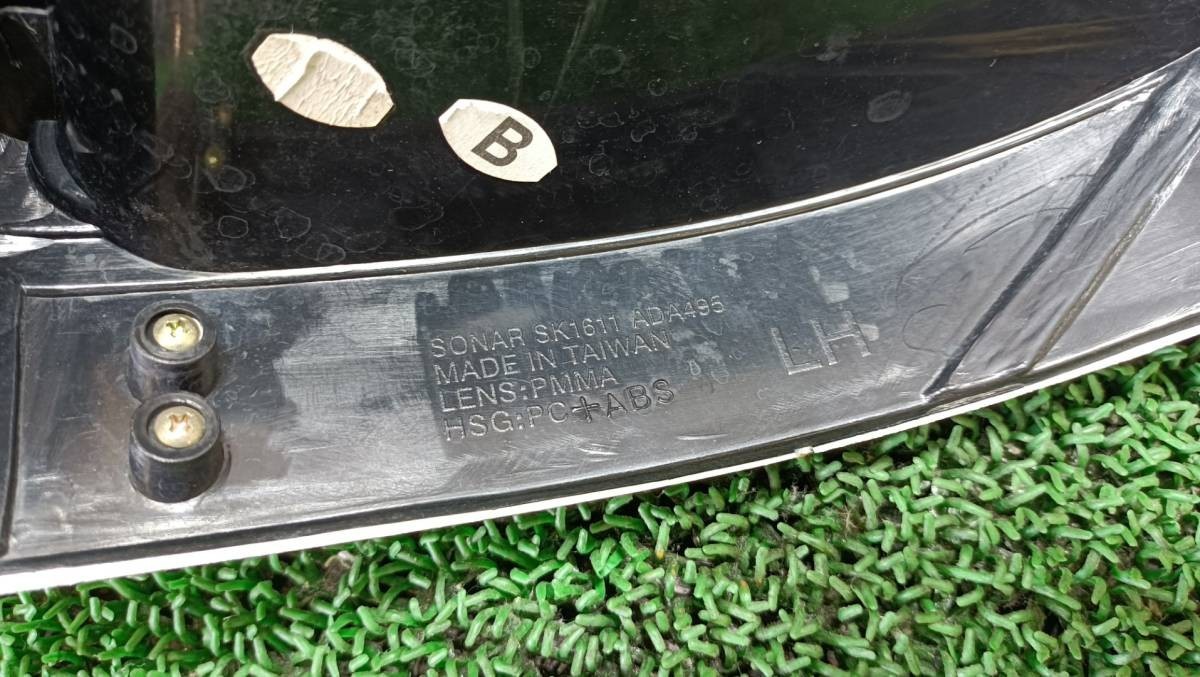 B
SONAR SK1611 ADA495
MADE IN TAIWAN
LENS:PMMA
HSG:PC+ABS
LH